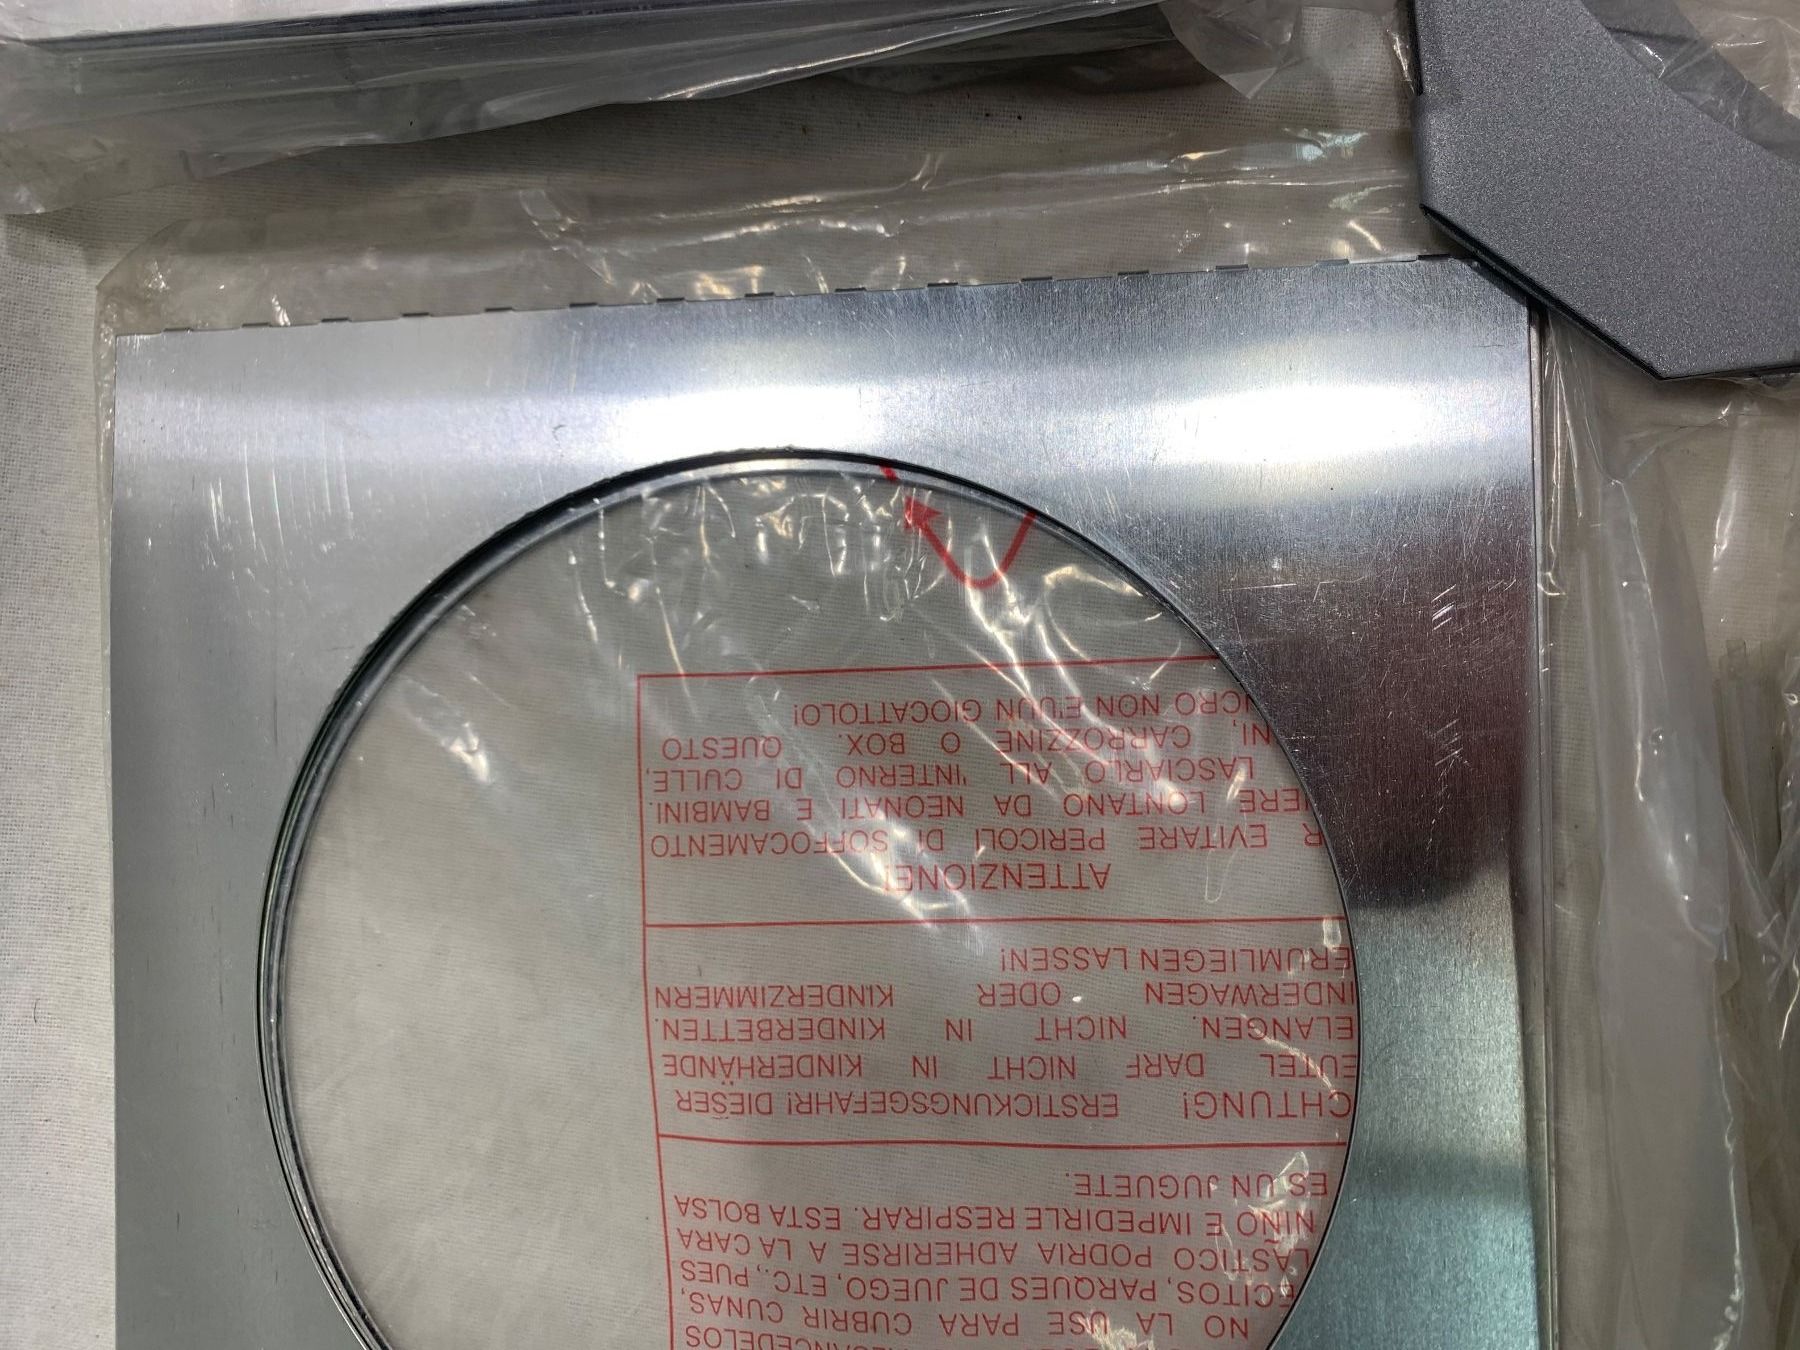 NO LA USE PARA CUBRIR CUNAS,
ECITOS, PARQUES DE JUEGO, ETC., PUES
LASTICO PODRIA ADHERIRSE A LA CARA
NIÑO E IMPEDIRLE RESPIRAR. ESTA BOLSA
ES UN JUGUETE.
CHTUNG! ERSTICKUNGSGEFAHR! DIESER
EUTEL DARF NICHT IN KINDERHÄNDE
ELANGEN. NICHT IN KINDERBETTEN.
INDERWAGEN ODER KINDERZIMMERN
ERUMLIEGEN LASSEN!
ATTENZIONE!
R EVITARE PERICOLI DI SOFFOCAMENTO
ERE LONTANO DA NEONATI E BAMBINI.
LASCIARLO ALL 'INTERNO DI CULLE,
NI, CARROZZINE O BOX. QUESTO
CRO NON E'UN GIOCATTOLO!